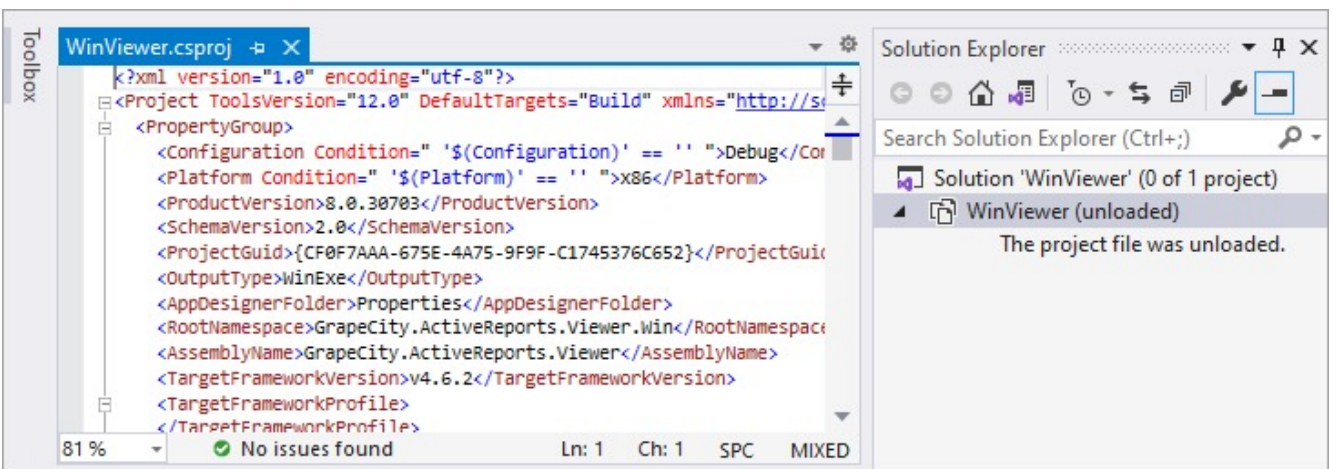 Toolbox
WinViewer.csproj
<?xml version="1.0" encoding="utf-8"?>
<Project ToolsVersion="12.0" DefaultTargets="Build" xmlns="http://s
<PropertyGroup>
<Configuration Condition=" '$(Configuration)' == '' ">Debug</Con
<Platform Condition=" '$(Platform)' == '' ">x86</Platform>
<ProductVersion>8.0.30703</ProductVersion>
<SchemaVersion>2.0</SchemaVersion>
<ProjectGuid>{CF0F7AAA-675E-4A75-9F9F-C1745376C652}</ProjectGuid
<OutputType>WinExe</OutputType>
<AppDesignerFolder>Properties</AppDesignerFolder>
<RootNamespace>GrapeCity.ActiveReports.Viewer.Win</RootNamespace
<AssemblyName>GrapeCity.ActiveReports.Viewer</AssemblyName>
<TargetFrameworkVersion>v4.6.2</TargetFrameworkVersion>
<TargetFrameworkProfile>
</TargetFrameworkProfile>
81 %
No issues found
Ln: 1
Ch: 1
SPC
MIXED
Solution Explorer
Search Solution Explorer (Ctrl+;)
Solution 'WinViewer' (0 of 1 project)
WinViewer (unloaded)
The project file was unloaded.